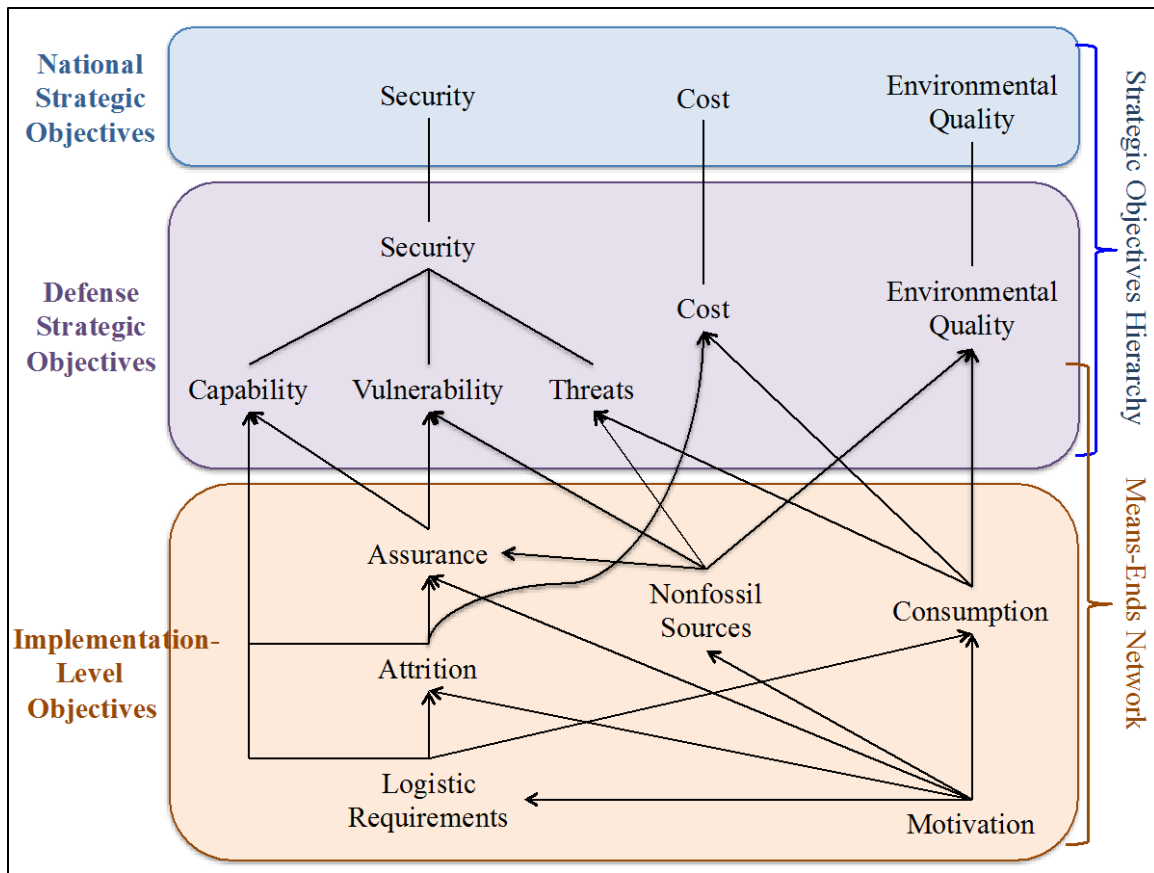 National
Strategic
Objectives
Security
Cost
Environmental
Quality
Defense
Strategic
Objectives
Security
Cost
Environmental
Quality
Capability
Vulnerability
Threats
Implementation-
Level
Objectives
Assurance
Nonfossil
Sources
Consumption
Attrition
Logistic
Requirements
Motivation
Strategic Objectives Hierarchy
Means-Ends Network